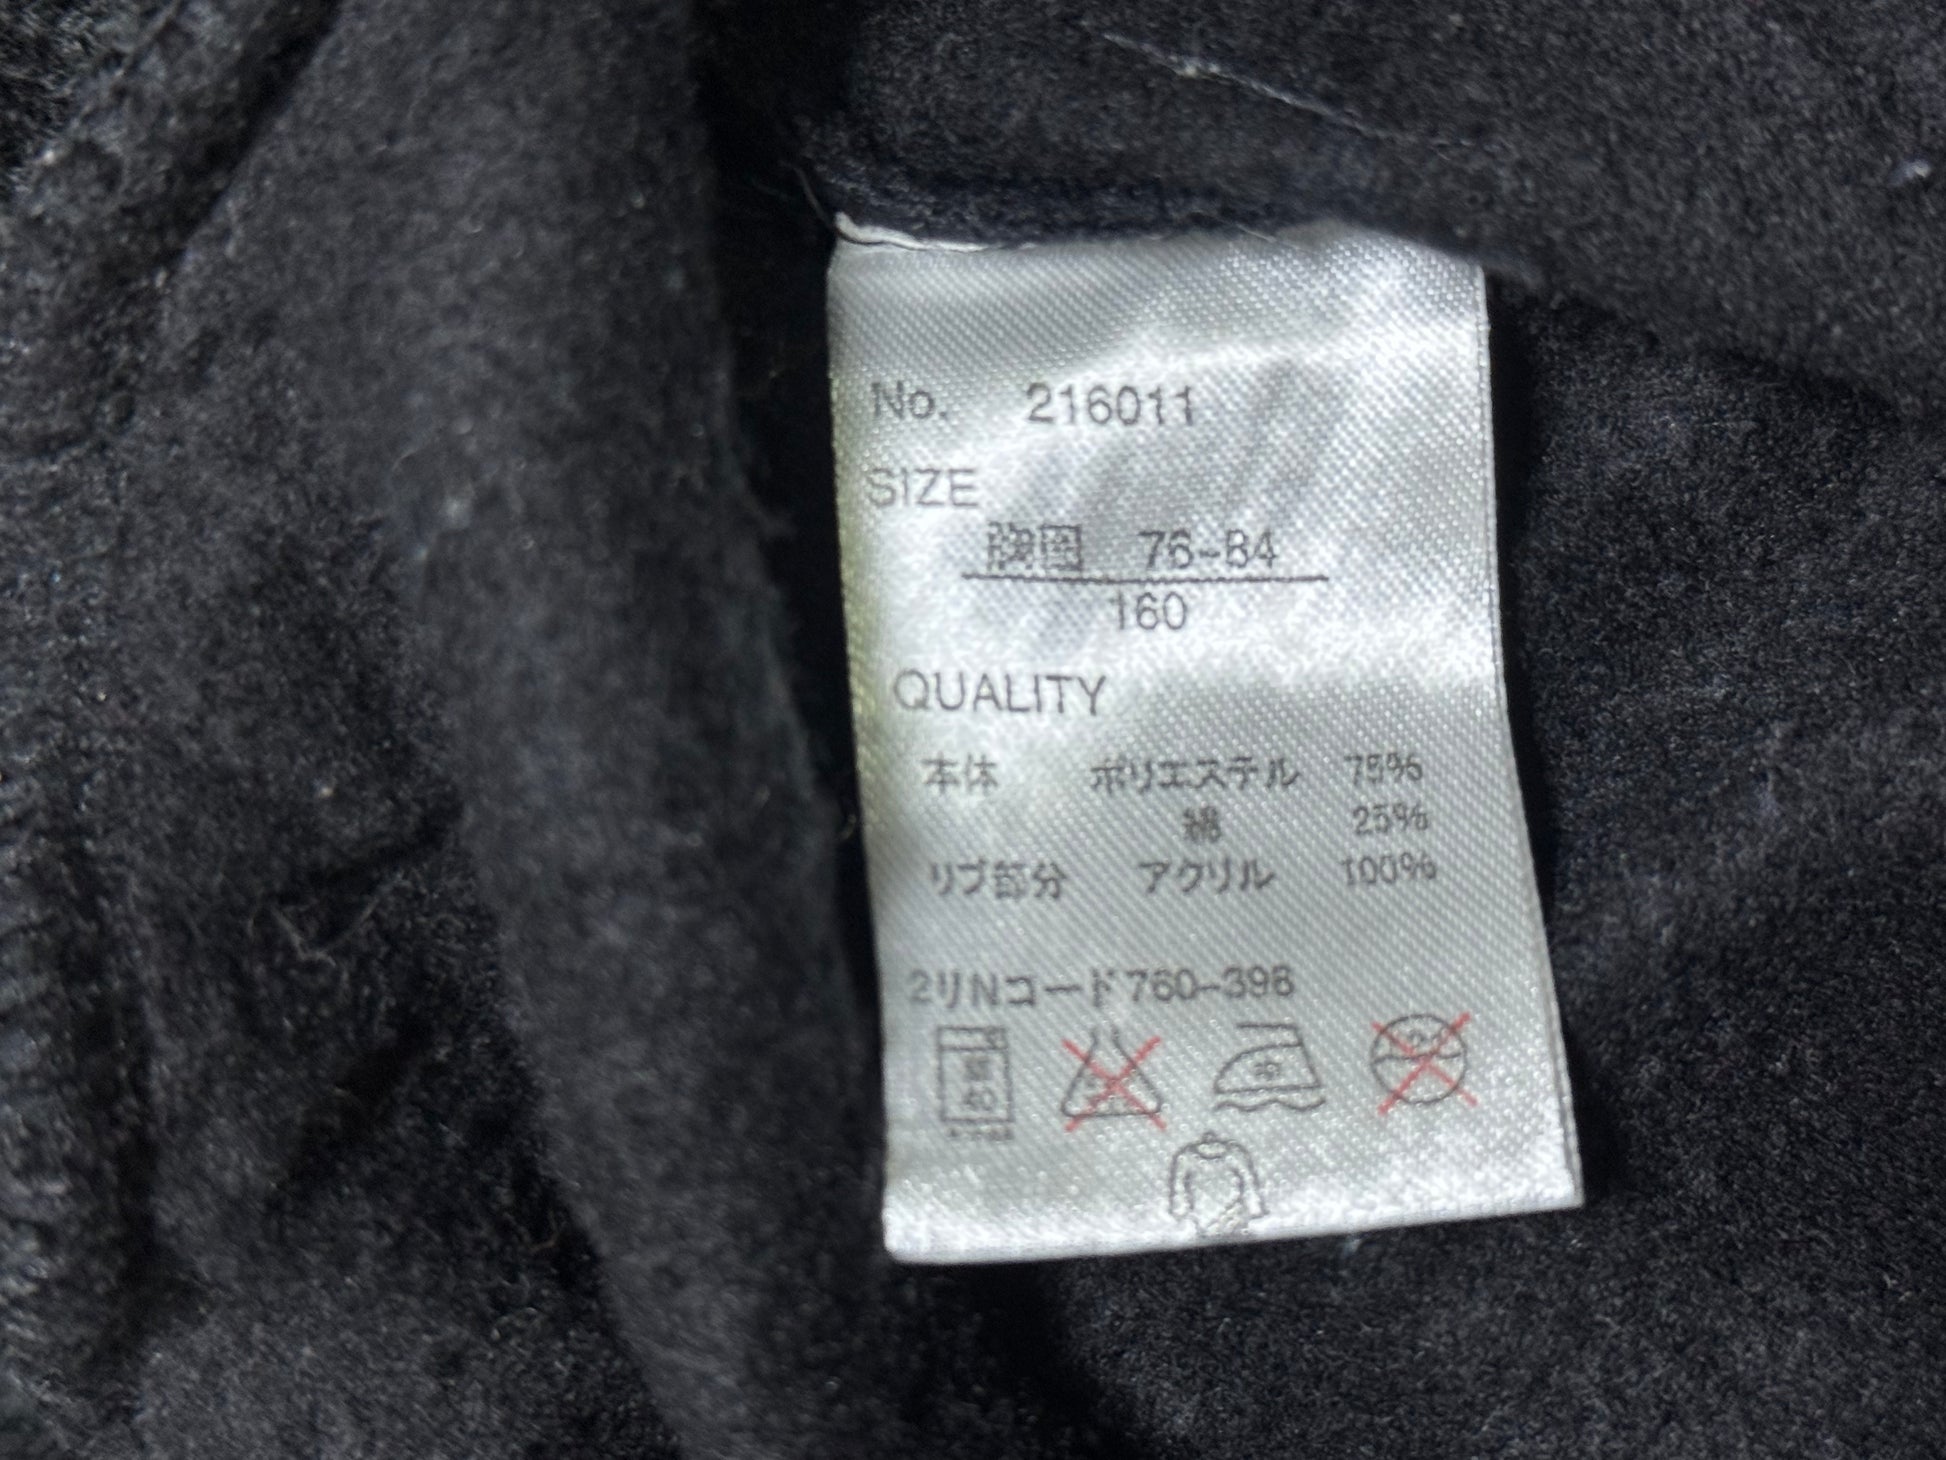 No. 216011
SIZE
胸囲 76-84
160
QUALITY
本体 ポリエステル 75%
綿 25%
リブ部分 アクリル 100%
2リNコード760-396
40